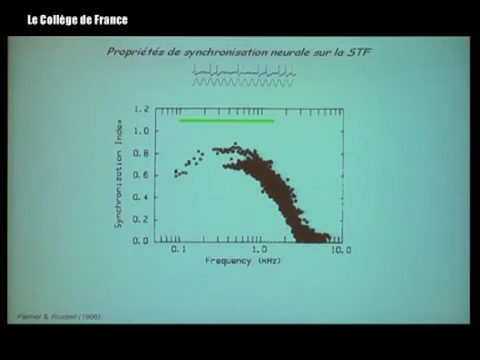 Le Collège de France
Propriétés de synchronisation neurale sur la STF
1.2
1.0
0.8
0.6
0.4
0.2
0.0
Synchronization Index
0.1 1.0 10.0
Frequency (kHz)
Palmer & Russell (1986)